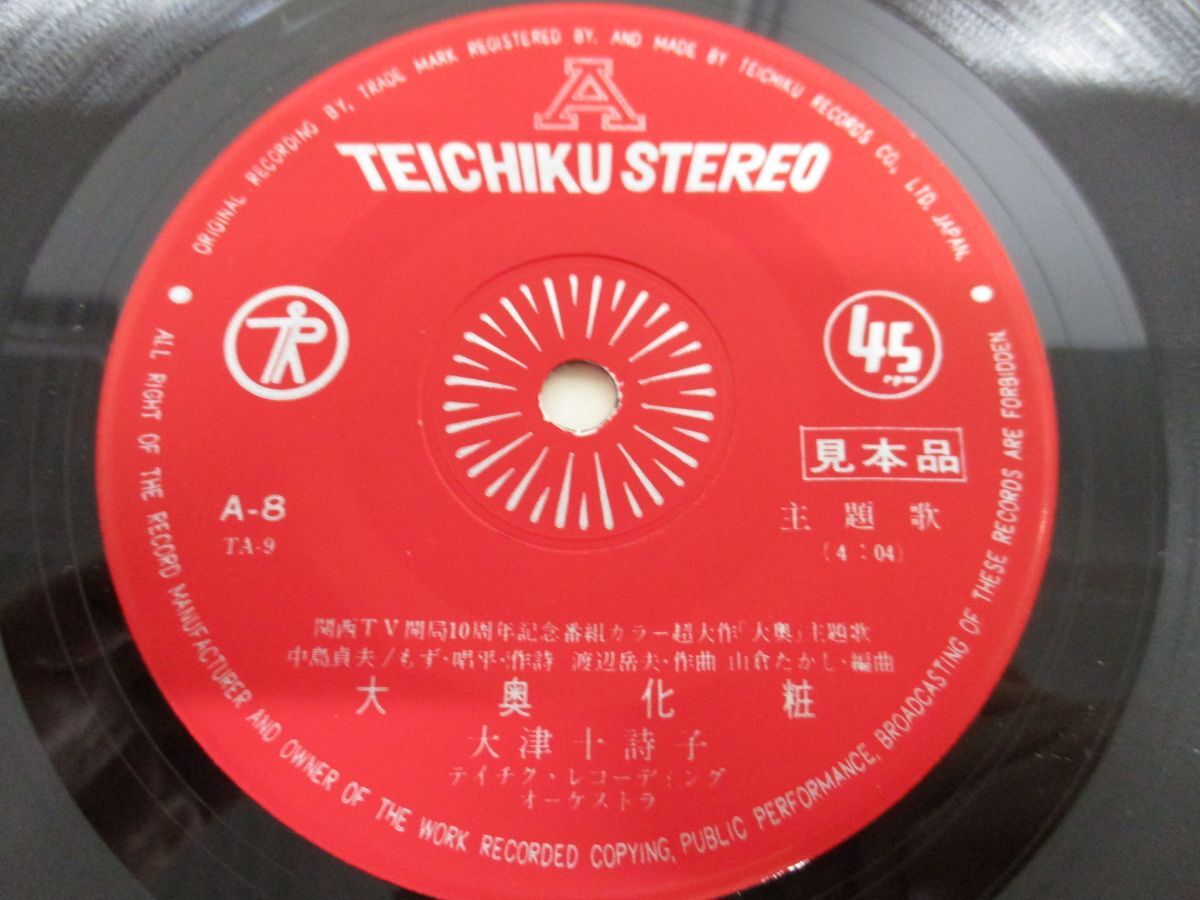 ORIGINAL RECORDING BY, TRADE MARK REGISTERED BY, AND MADE BY TEICHIKU RECORDS CO., LTD. JAPAN.
A
TEICHIKU STEREO
TR
45
rpm
見本品
A-8
TA-9
主題歌
(4:04)
関西TV開局10周年記念番組カラー超大作「大奥」主題歌
中島貞夫/もず・唱平・作詩 渡辺岳夫・作曲 山倉たかし・編曲
大奥化粧
大津十詩子
テイチク・レコーディング
オーケストラ
ALL RIGHT OF THE RECORD MANUFACTURER AND OWNER OF THE WORK RECORDED COPYING, PUBLIC PERFORMANCE, BROADCASTING OF THESE RECORDS ARE FORBIDDEN